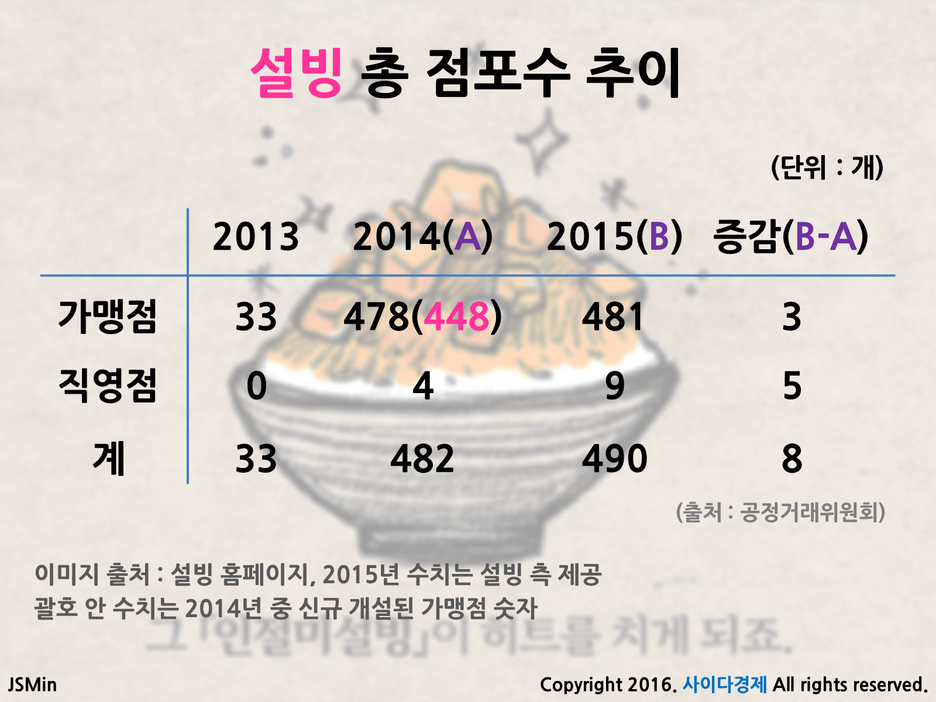 설빙 총 점포수 추이
(단위 : 개)
2013 2014(A) 2015(B) 증감(B-A)
가맹점 33 478(448) 481 3
직영점 0 4 9 5
계 33 482 490 8
(출처 : 공정거래위원회)
이미지 출처 : 설빙 홈페이지, 2015년 수치는 설빙 측 제공
괄호 안 수치는 2014년 중 신규 개설된 가맹점 숫자
그 「인절미설빙」이 히트를 치게 되죠.
JSMin
Copyright 2016. 사이다경제 All rights reserved.